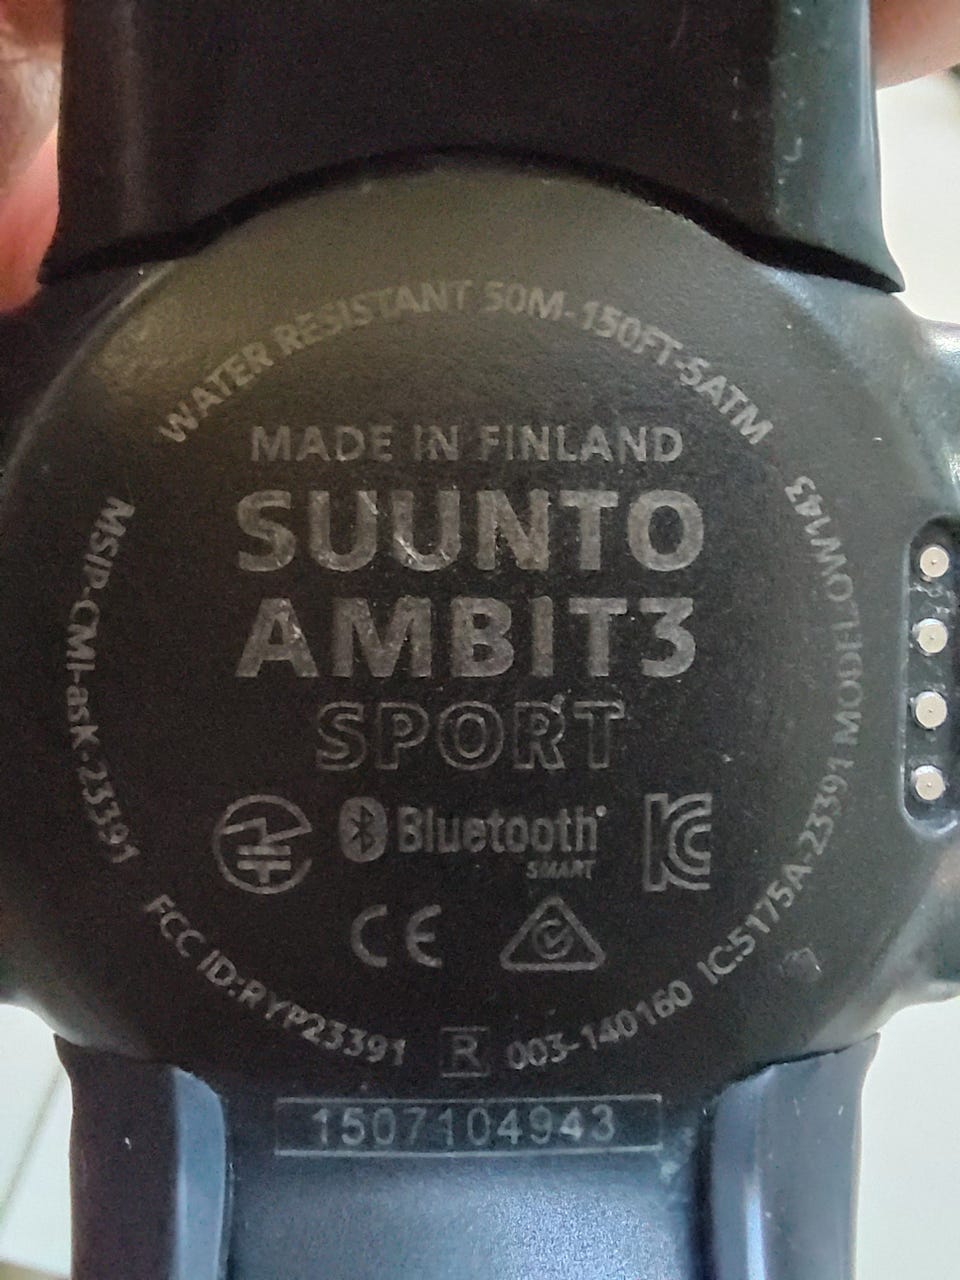 WATER RESISTANT 50M-150FT-5ATM
MADE IN FINLAND
SUUNTO
AMBIT3
SPORT
Bluetooth
SMART
CE
MSIP-CMI-asK-23391
FCC ID:RYP23391
R 003-140160
IC:5175A-23391 MODEL:OW143
1507104943